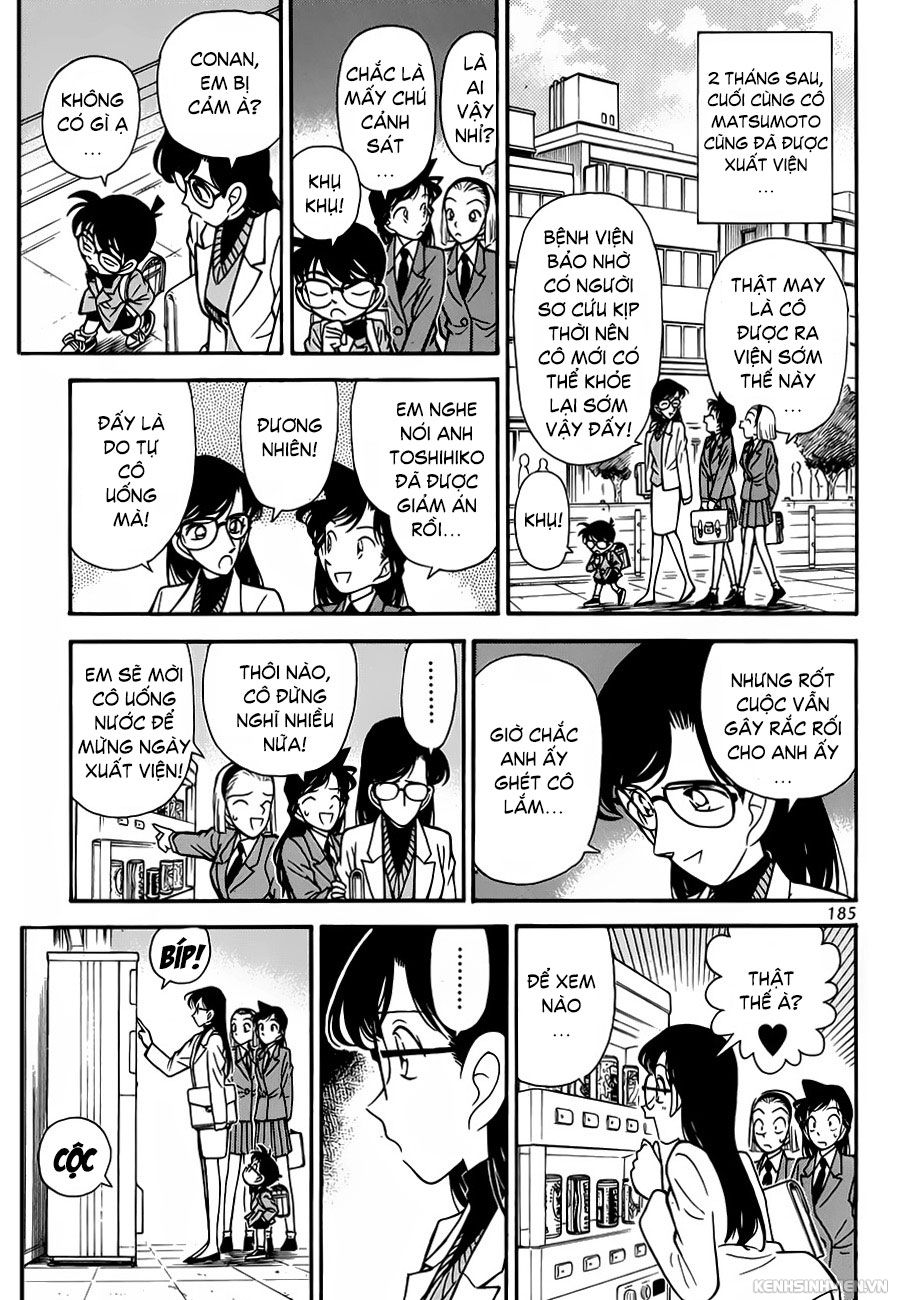 2 THÁNG SAU,
CUỐI CÙNG CÔ
MATSUMOTO
CŨNG ĐÃ ĐƯỢC
XUẤT VIỆN
...
THẬT MAY
LÀ CÔ
ĐƯỢC RA
VIỆN SỚM
THẾ NÀY
...
BỆNH VIỆN
BẢO NHỜ
CÓ NGƯỜI
SƠ CỨU KỊP
THỜI NÊN
CÔ MỚI CÓ
THỂ KHỎE
LẠI SỚM
VẬY ĐẤY!
KHỤ!
LÀ
AI
VẬY
NHỈ?
CHẮC LÀ
MẤY CHÚ
CẢNH
SÁT
...
KHỤ
KHỤ!
CONAN,
EM BỊ
CẢM À?
KHÔNG
CÓ GÌ Ạ
...
EM NGHE
NÓI ANH
TOSHIHIKO
ĐÃ ĐƯỢC
GIẢM ÁN
RỒI...
ĐƯƠNG
NHIÊN!
ĐẤY LÀ
DO TỰ
CÔ
UỐNG
MÀ!
NHƯNG RỐT
CUỘC VẪN
GÂY RẮC RỐI
CHO ANH ẤY
...
GIỜ CHẮC
ANH ẤY
GHÉT CÔ
LẮM...
........
THÔI NÀO,
CÔ ĐỪNG
NGHĨ NHIỀU
NỮA!
EM SẼ MỜI
CÔ UỐNG
NƯỚC ĐỂ
MỪNG NGÀY
XUẤT VIỆN!
185
THẬT
THẾ À?
♥
ĐỂ XEM
NÀO
...
........
BÍP!
CỘC
KENHSINHVIEN.VN